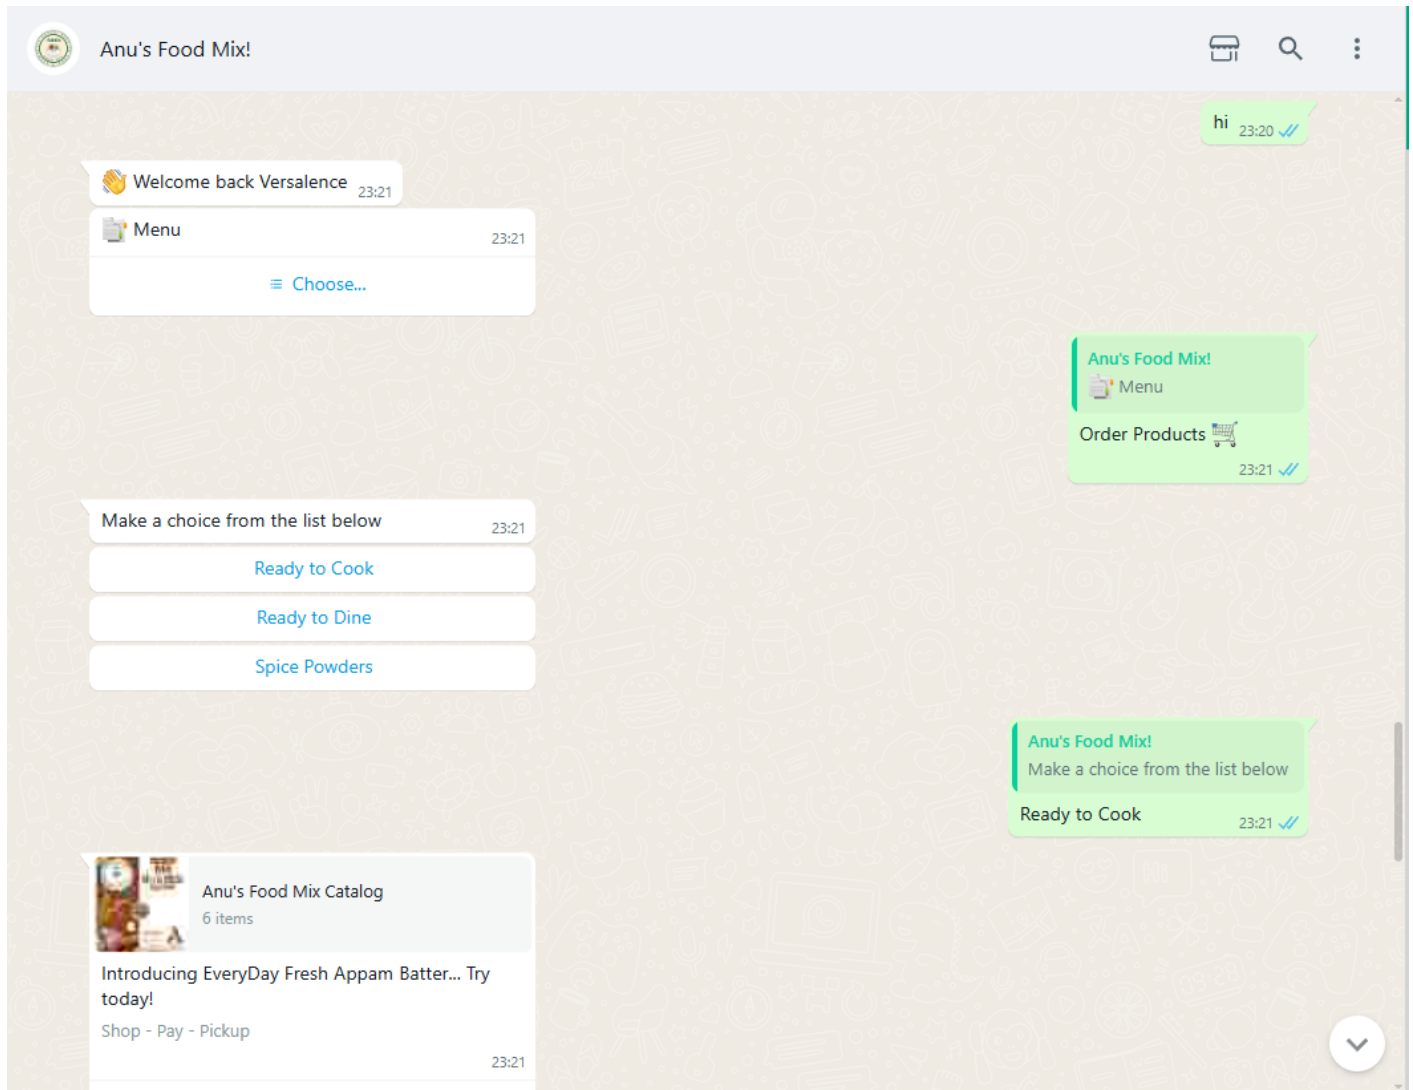 Anu's Food Mix!
hi 23:20
👋 Welcome back Versalence 23:21
📑 Menu 23:21
Choose...
Anu's Food Mix!
📑 Menu
Order Products 🛒
23:21
Make a choice from the list below 23:21
Ready to Cook
Ready to Dine
Spice Powders
Anu's Food Mix!
Make a choice from the list below
Ready to Cook 23:21
Anu's Food Mix Catalog
6 items
Introducing EveryDay Fresh Appam Batter... Try
today!
Shop - Pay - Pickup
23:21